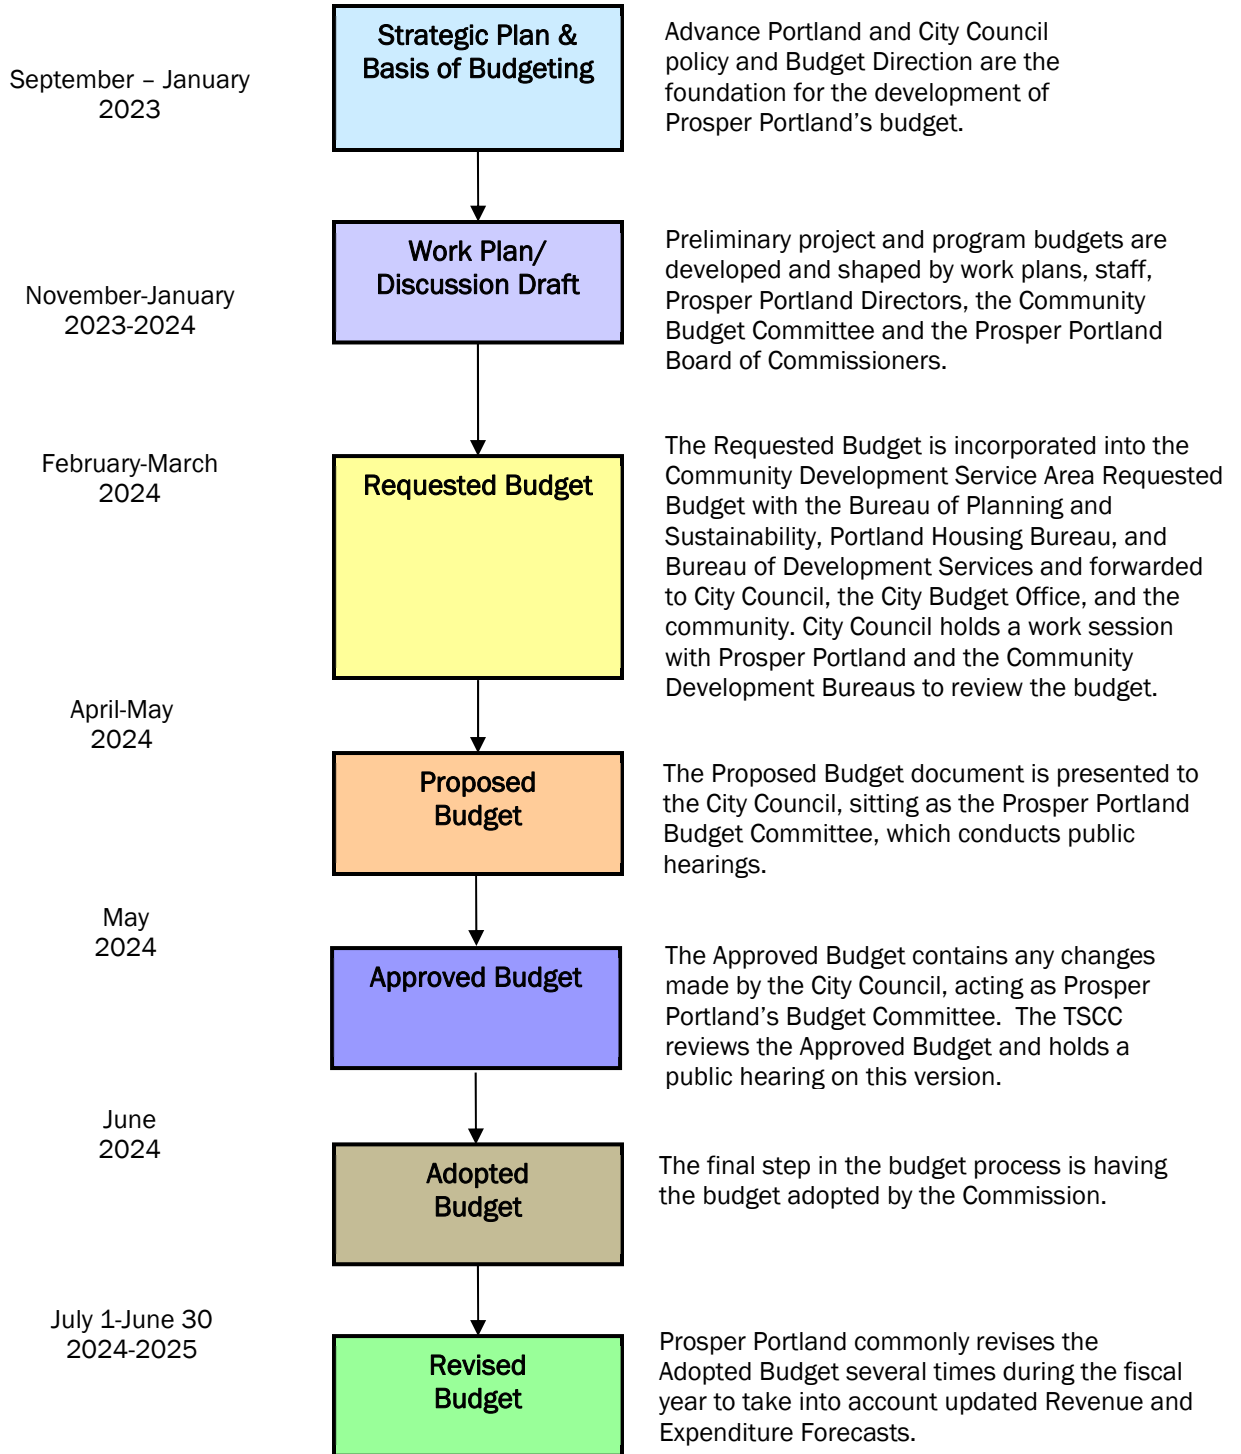 September – January
2023
Strategic Plan &
Basis of Budgeting
Advance Portland and City Council
policy and Budget Direction are the
foundation for the development of
Prosper Portland’s budget.
November-January
2023-2024
Work Plan/
Discussion Draft
Preliminary project and program budgets are
developed and shaped by work plans, staff,
Prosper Portland Directors, the Community
Budget Committee and the Prosper Portland
Board of Commissioners.
February-March
2024
Requested Budget
The Requested Budget is incorporated into the
Community Development Service Area Requested
Budget with the Bureau of Planning and
Sustainability, Portland Housing Bureau, and
Bureau of Development Services and forwarded
to City Council, the City Budget Office, and the
community. City Council holds a work session
with Prosper Portland and the Community
Development Bureaus to review the budget.
April-May
2024
Proposed
Budget
The Proposed Budget document is presented to
the City Council, sitting as the Prosper Portland
Budget Committee, which conducts public
hearings.
May
2024
Approved Budget
The Approved Budget contains any changes
made by the City Council, acting as Prosper
Portland’s Budget Committee.  The TSCC
reviews the Approved Budget and holds a
public hearing on this version.
June
2024
Adopted
Budget
The final step in the budget process is having
the budget adopted by the Commission.
July 1-June 30
2024-2025
Revised
Budget
Prosper Portland commonly revises the
Adopted Budget several times during the fiscal
year to take into account updated Revenue and
Expenditure Forecasts.